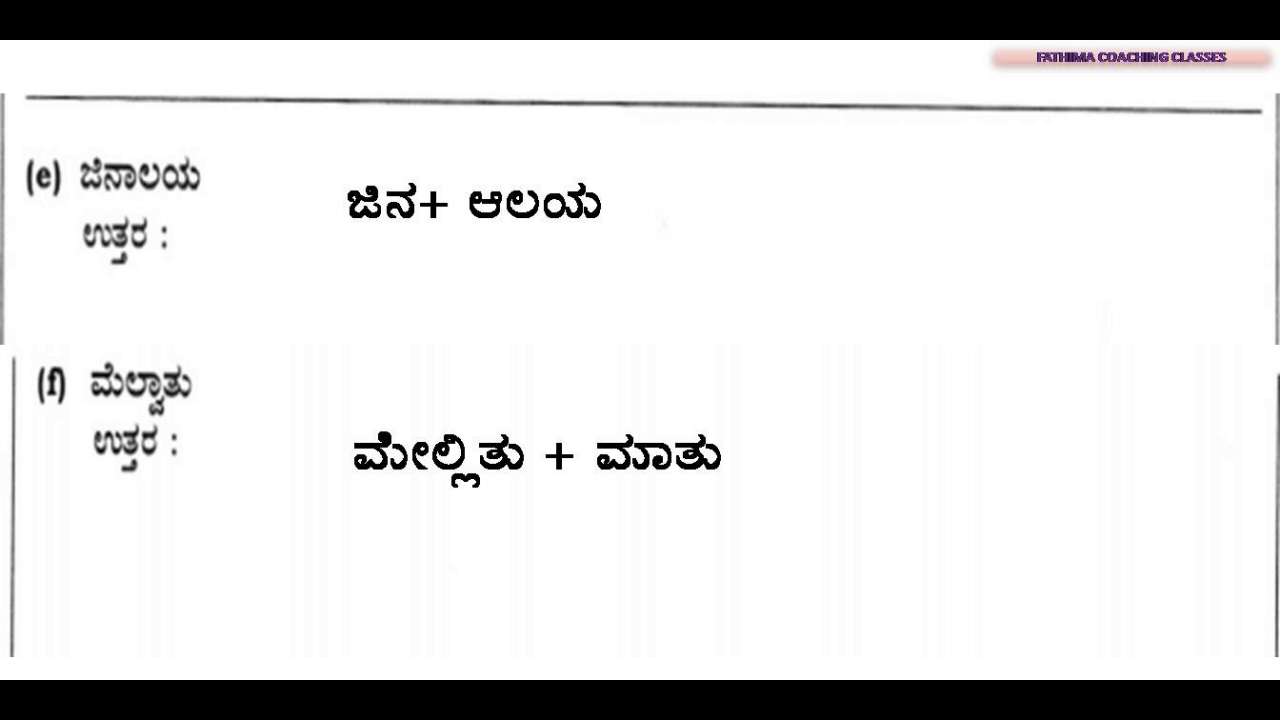 FATHIMA COACHING CLASSES
(e) ಜಿನಾಲಯ
ಜಿನ+ ಆಲಯ
ಉತ್ತರ :
(f) ಮೆಲ್ವಾತು
ಉತ್ತರ :
ಮೇಲ್ಲಿತು + ಮಾತು